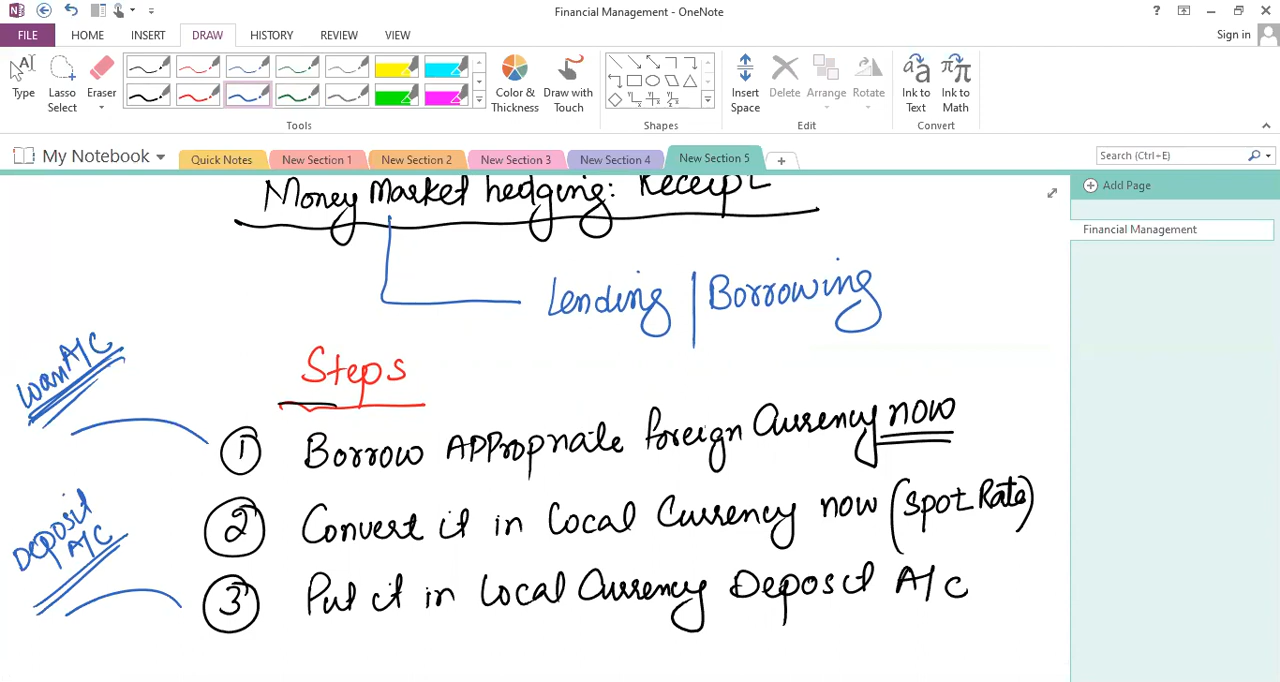 Financial Management - OneNote
Sign in
FILE HOME INSERT DRAW HISTORY REVIEW VIEW
Type
Lasso Select
Eraser
Color & Thickness
Draw with Touch
Insert Space
Delete
Arrange
Rotate
Ink to Text
Ink to Math
Tools
Shapes
Edit
Convert
My Notebook
Quick Notes
New Section 1
New Section 2
New Section 3
New Section 4
New Section 5
Search (Ctrl+E)
Add Page
Financial Management
Money Market hedging: Receipt
Lending | Borrowing
Loan A/C
Steps
1 Borrow Appropriate foreign Currency now
Deposit A/C
2 Convert it in Local Currency now (Spot Rate)
3 Put it in Local Currency Deposit A/C